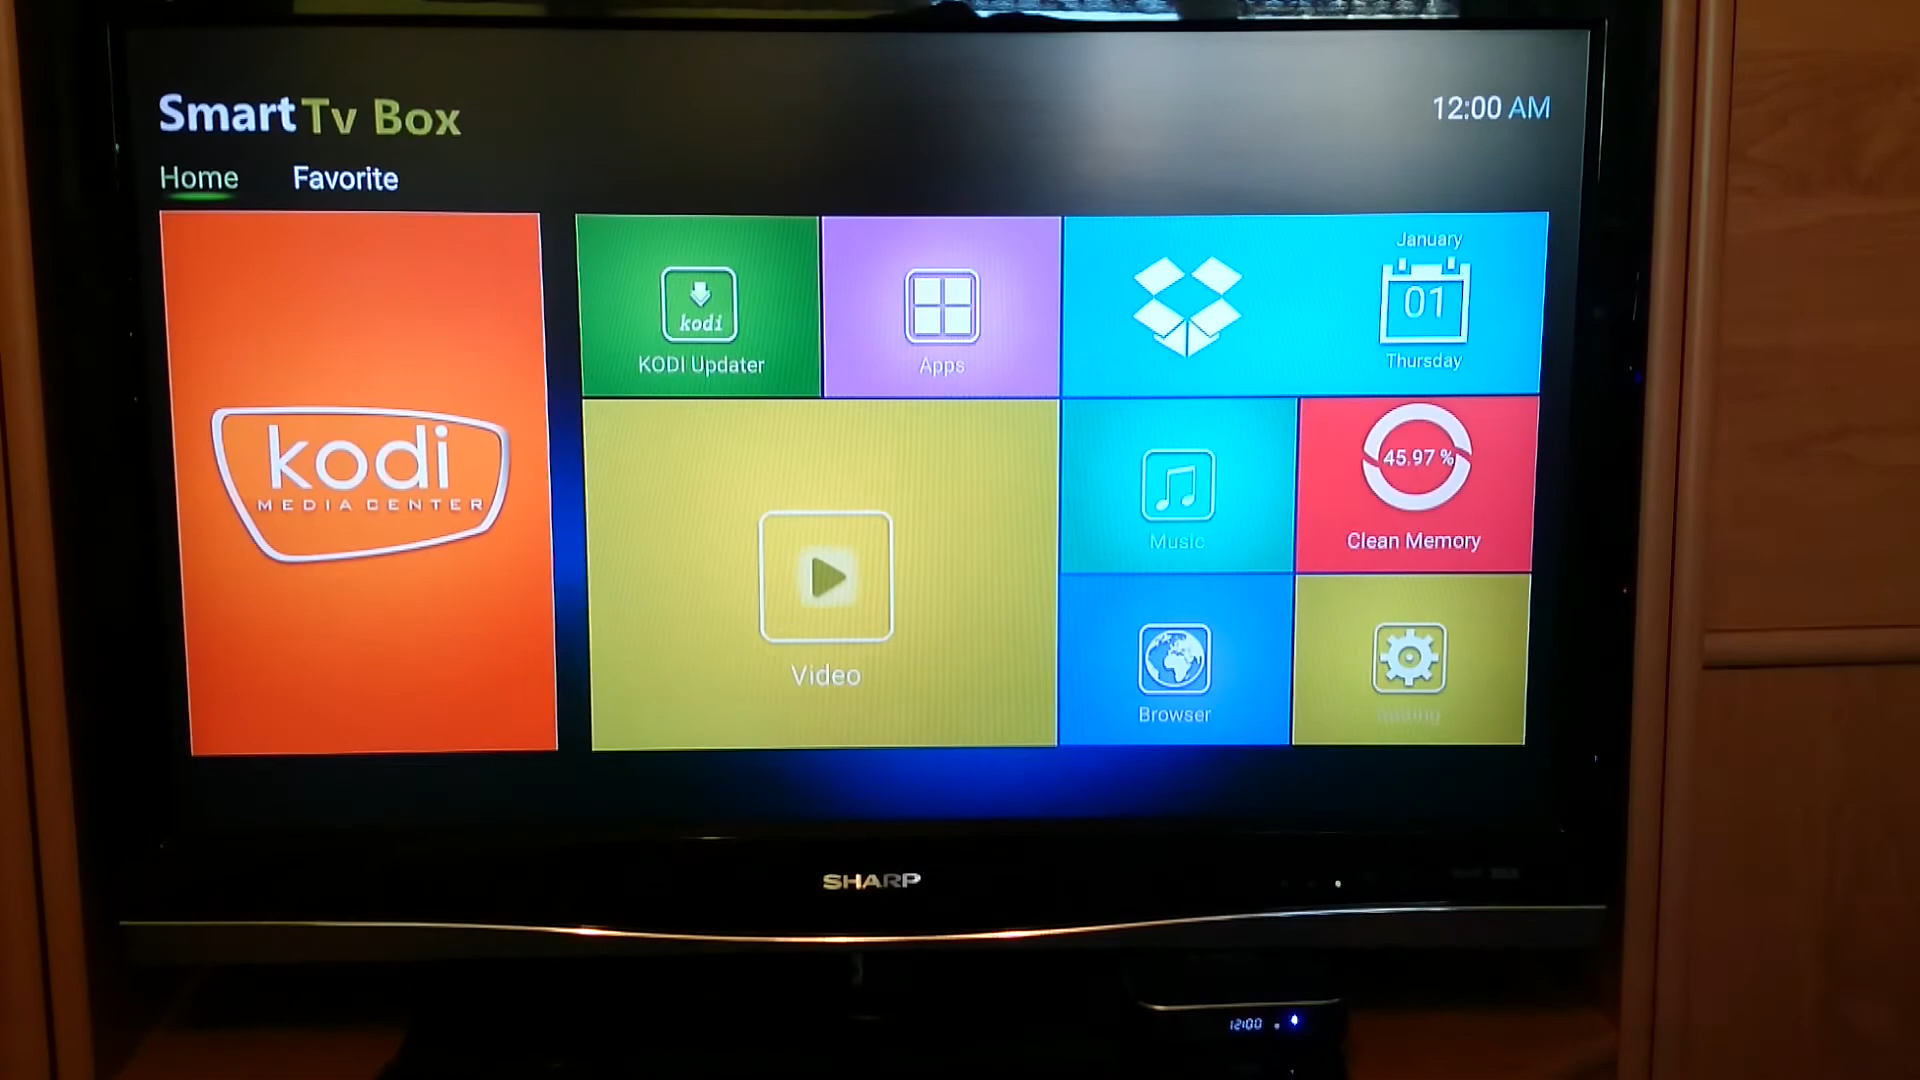 Smart Tv Box
12:00 AM
Home
Favorite
kodi
MEDIA CENTER
kodi
KODI Updater
Apps
January
01
Thursday
Video
Music
45.97 %
Clean Memory
Browser
SHARP
12:00